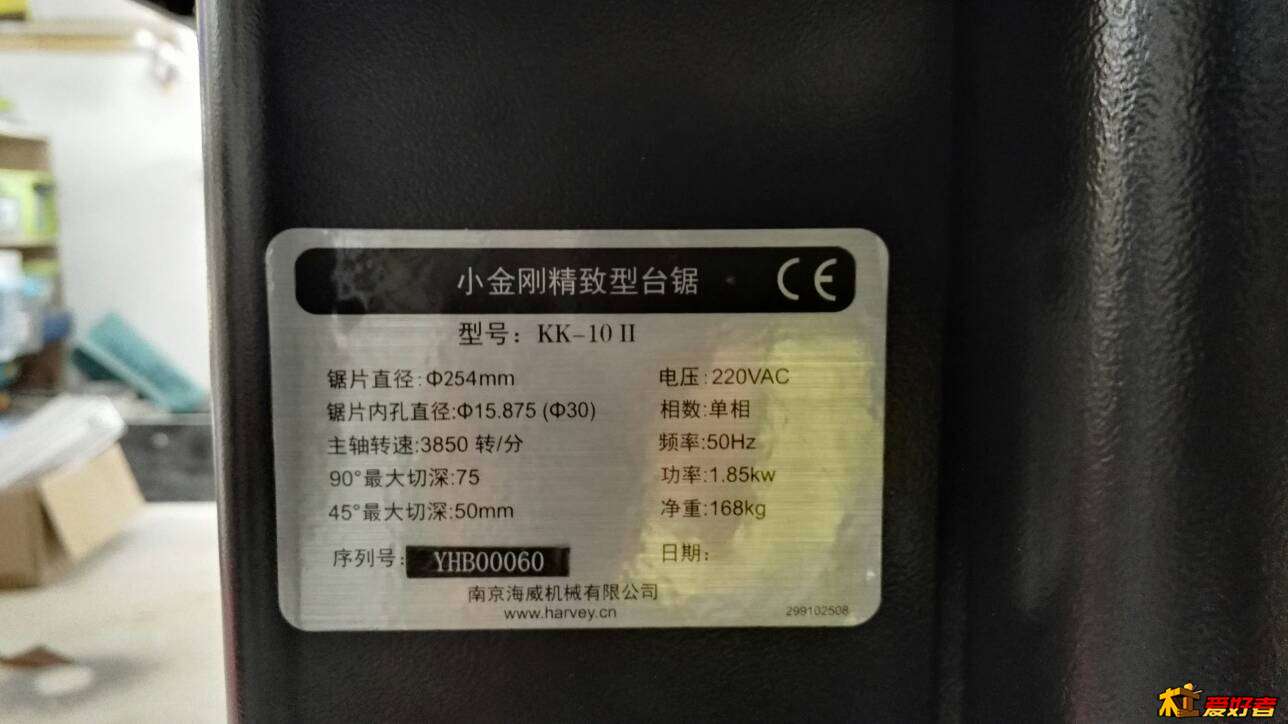 小金刚精致型台锯 CE
型号: KK-10 II
锯片直径:Φ254mm
电压:220VAC
锯片内孔直径:Φ15.875 (Φ30)
相数:单相
主轴转速:3850 转/分
频率:50Hz
90°最大切深:75
功率:1.85kw
45°最大切深:50mm
净重:168kg
序列号: YHB00060
日期:
南京海威机械有限公司
www.harvey.cn
299102508
木工爱好者